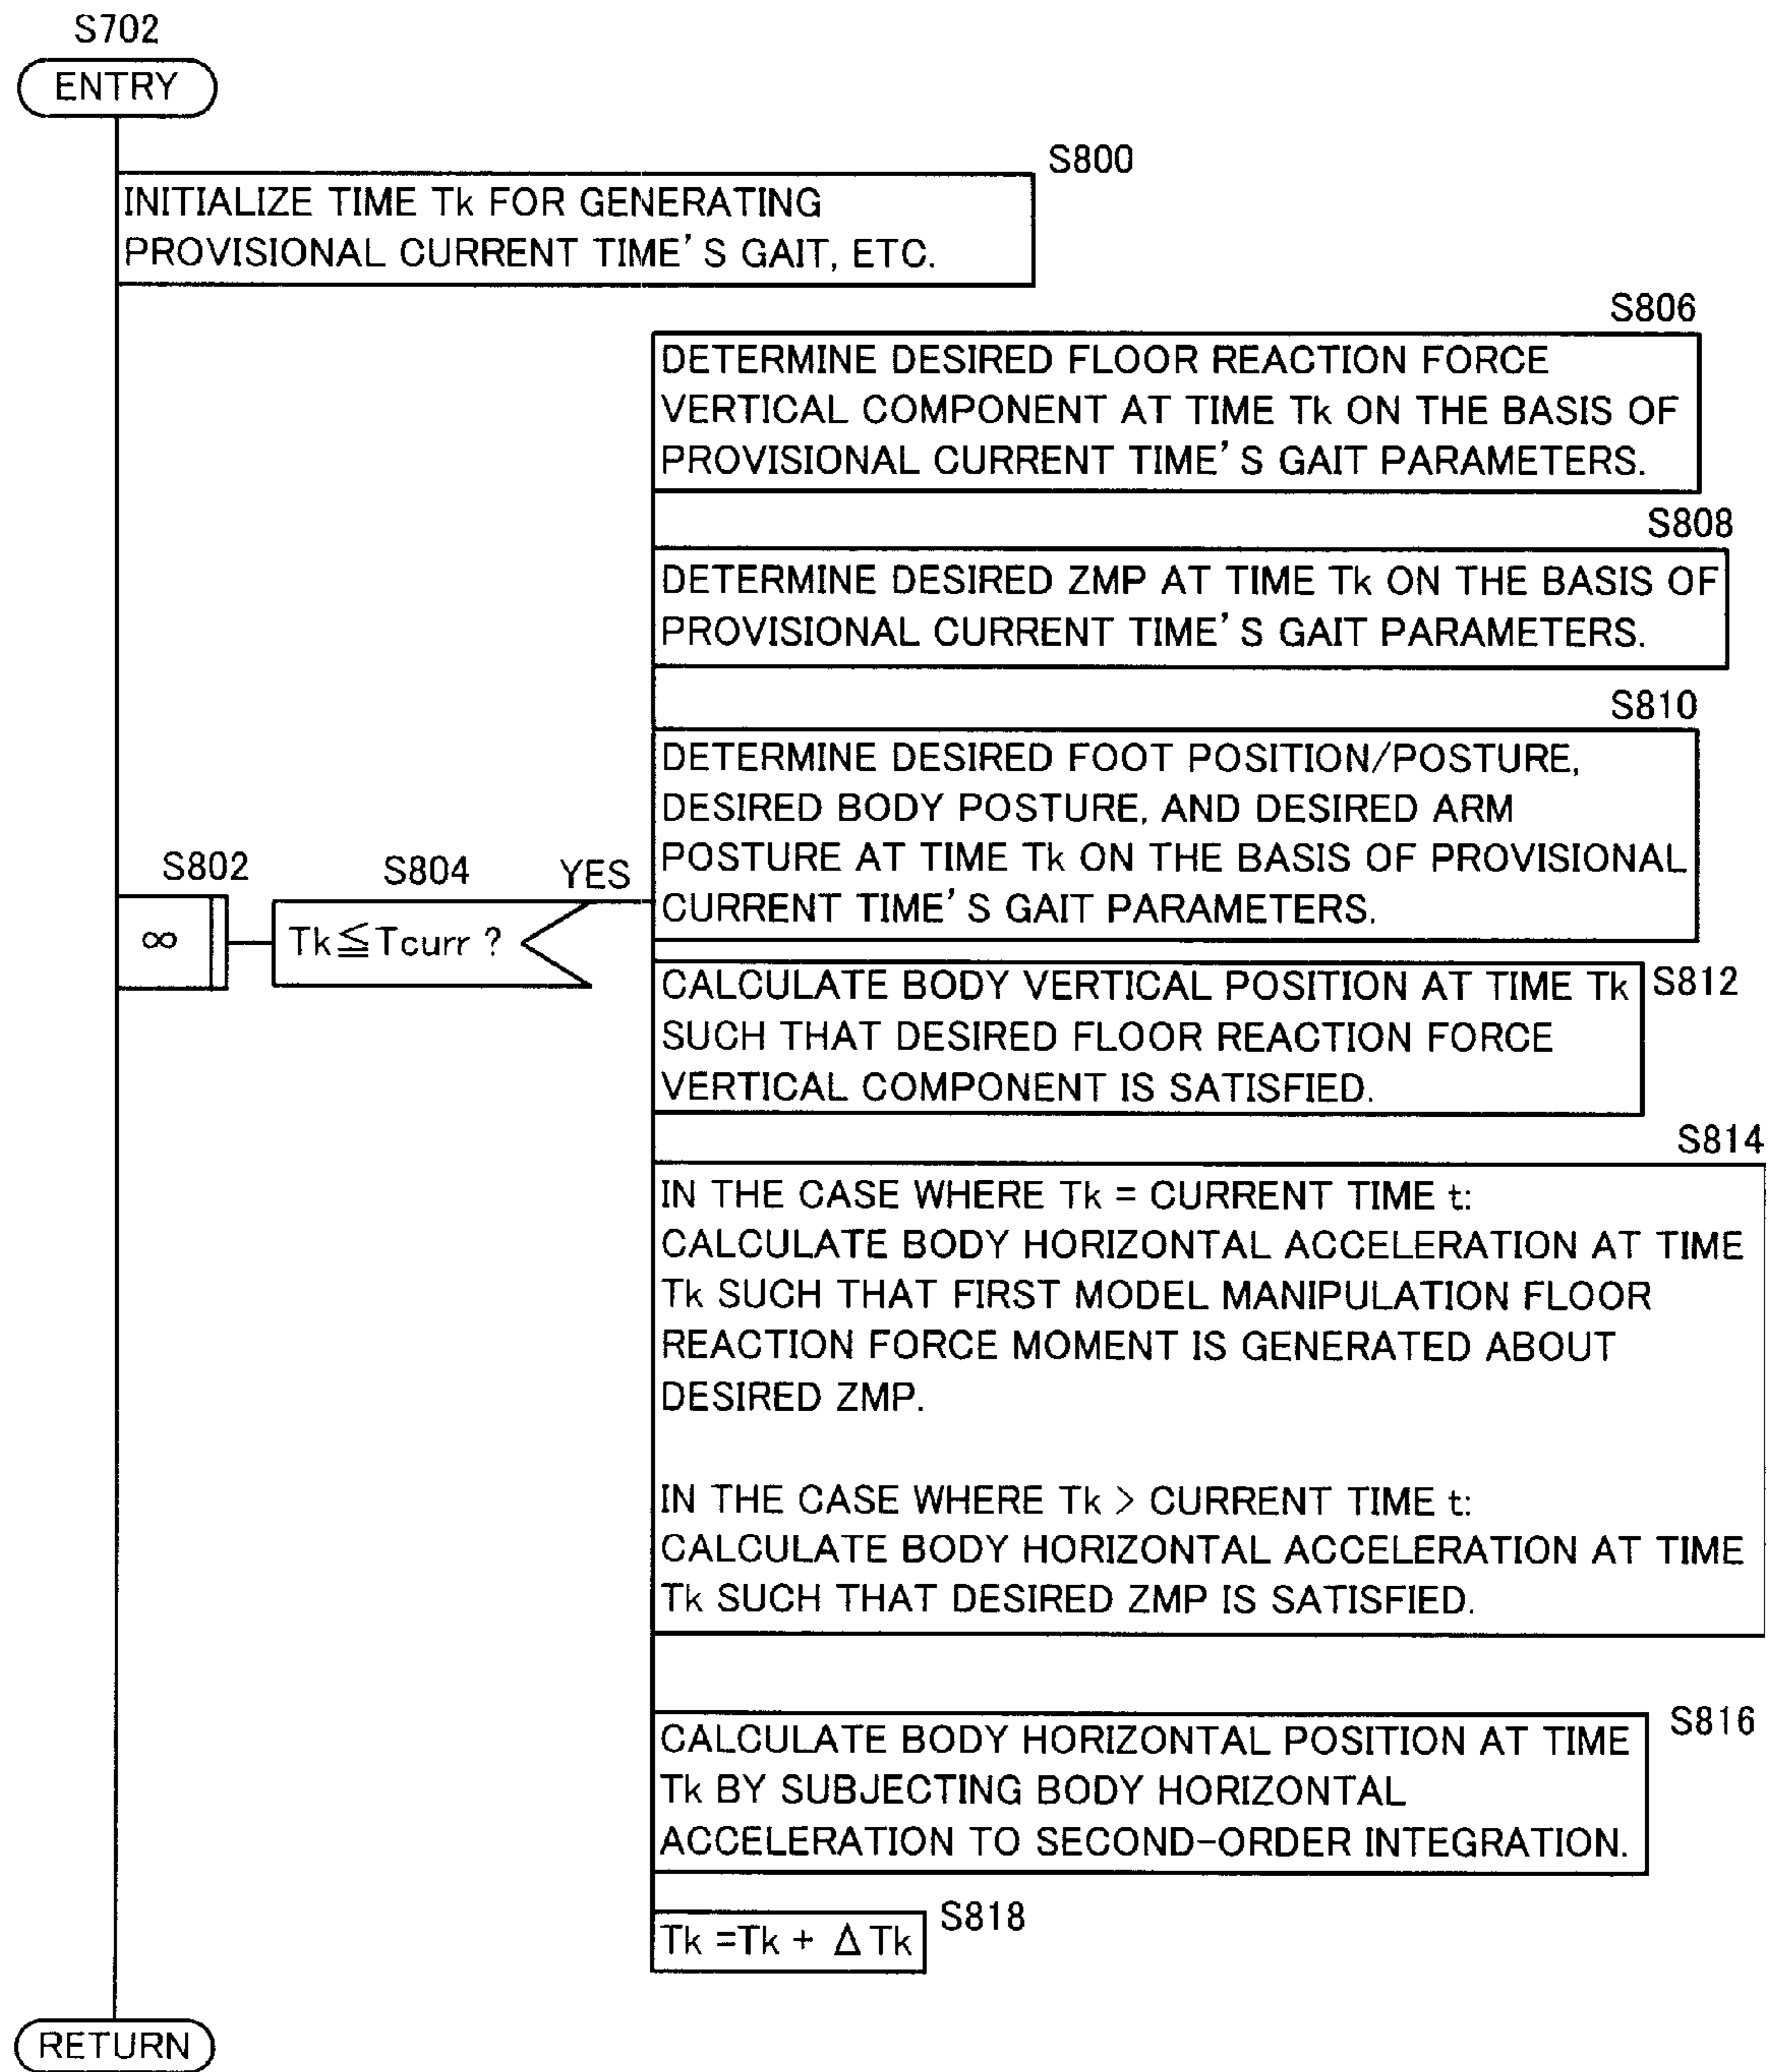 S702
ENTRY
S800
INITIALIZE TIME Tk FOR GENERATING
PROVISIONAL CURRENT TIME'S GAIT, ETC.
S806
DETERMINE DESIRED FLOOR REACTION FORCE
VERTICAL COMPONENT AT TIME Tk ON THE BASIS OF
PROVISIONAL CURRENT TIME'S GAIT PARAMETERS.
S808
DETERMINE DESIRED ZMP AT TIME Tk ON THE BASIS OF
PROVISIONAL CURRENT TIME'S GAIT PARAMETERS.
S810
DETERMINE DESIRED FOOT POSITION/POSTURE,
DESIRED BODY POSTURE, AND DESIRED ARM
POSTURE AT TIME Tk ON THE BASIS OF PROVISIONAL
CURRENT TIME'S GAIT PARAMETERS.
S802
∞
S804
Tk≦Tcurr ?
YES
S812
CALCULATE BODY VERTICAL POSITION AT TIME Tk
SUCH THAT DESIRED FLOOR REACTION FORCE
VERTICAL COMPONENT IS SATISFIED.
S814
IN THE CASE WHERE Tk = CURRENT TIME t:
CALCULATE BODY HORIZONTAL ACCELERATION AT TIME
Tk SUCH THAT FIRST MODEL MANIPULATION FLOOR
REACTION FORCE MOMENT IS GENERATED ABOUT
DESIRED ZMP.
IN THE CASE WHERE Tk > CURRENT TIME t:
CALCULATE BODY HORIZONTAL ACCELERATION AT TIME
Tk SUCH THAT DESIRED ZMP IS SATISFIED.
S816
CALCULATE BODY HORIZONTAL POSITION AT TIME
Tk BY SUBJECTING BODY HORIZONTAL
ACCELERATION TO SECOND-ORDER INTEGRATION.
S818
Tk =Tk + Δ Tk
RETURN